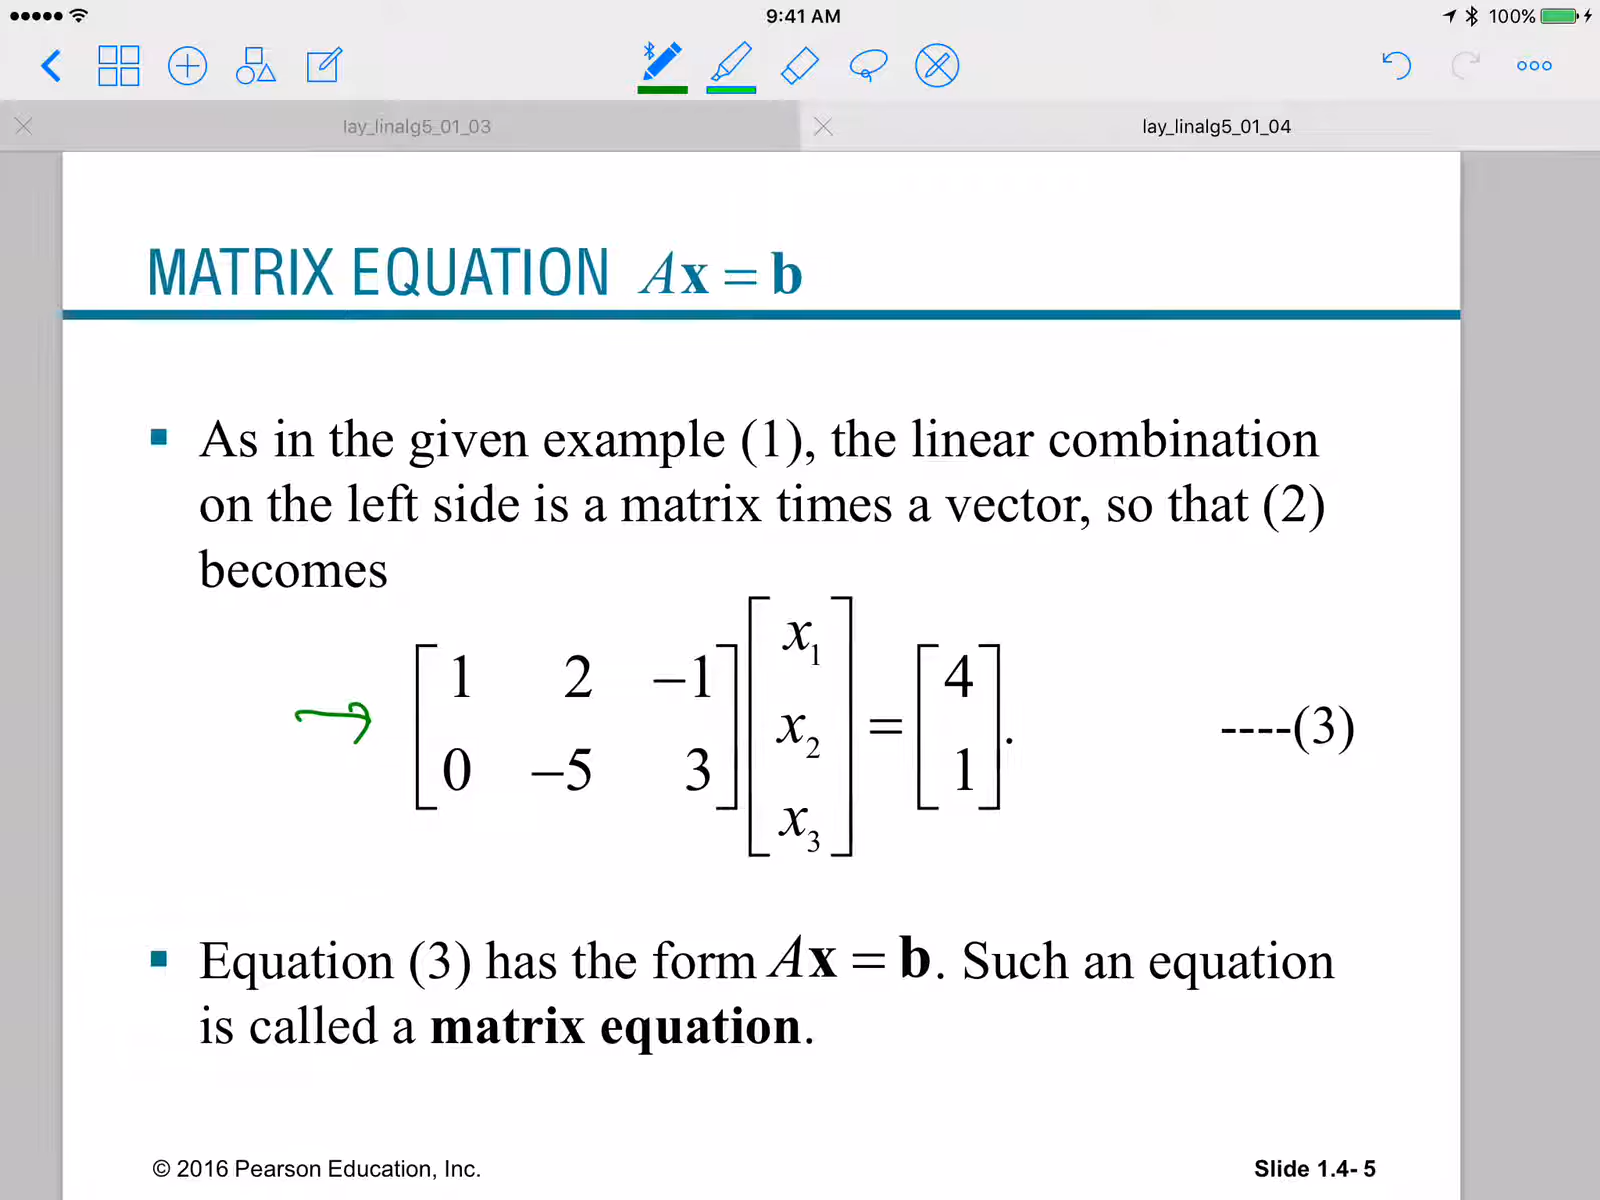 9:41 AM
100%
lay_linalg5_01_03
lay_linalg5_01_04
MATRIX EQUATION Ax = b
▪ As in the given example (1), the linear combination
on the left side is a matrix times a vector, so that (2)
becomes
[1 2 –1; 0 –5 3] [x₁; x₂; x₃] = [4; 1]. ----(3)
▪ Equation (3) has the form Ax = b. Such an equation
is called a matrix equation.
© 2016 Pearson Education, Inc.
Slide 1.4- 5